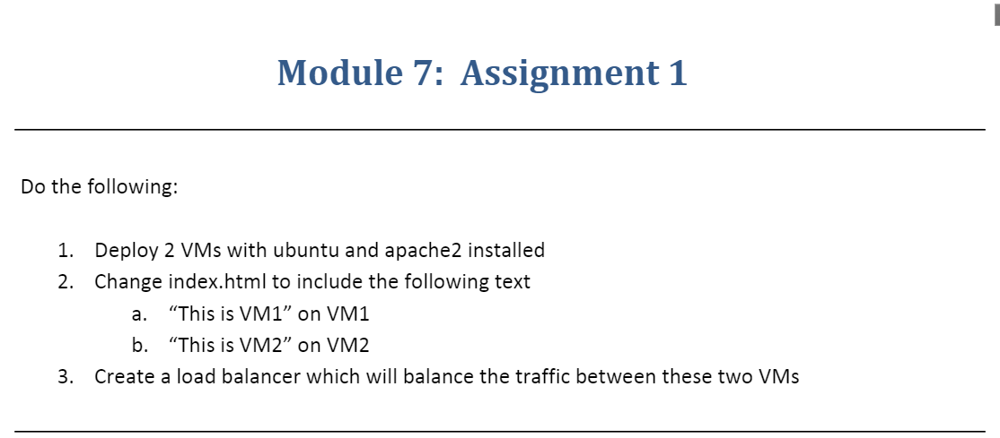 Module 7:  Assignment 1
Do the following:
1. Deploy 2 VMs with ubuntu and apache2 installed
2. Change index.html to include the following text
a. “This is VM1” on VM1
b. “This is VM2” on VM2
3. Create a load balancer which will balance the traffic between these two VMs